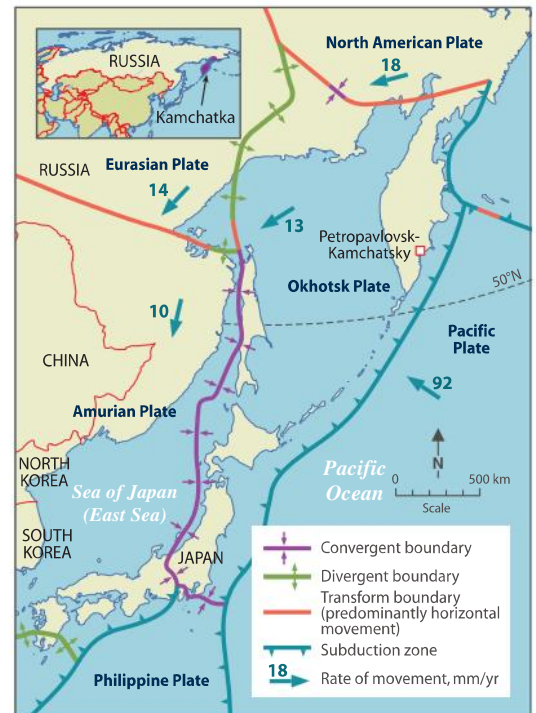 North American Plate
18
RUSSIA
Kamchatka
RUSSIA
Eurasian Plate
14
13
Petropavlovsk-
Kamchatsky
Okhotsk Plate
50°N
10
Pacific
Plate
CHINA
92
Amurian Plate
N
NORTH
KOREA
Sea of Japan
(East Sea)
Pacific
Ocean
0 500 km
Scale
SOUTH
KOREA
JAPAN
Convergent boundary
Divergent boundary
Transform boundary
(predominantly horizontal
movement)
Subduction zone
18 Rate of movement, mm/yr
Philippine Plate